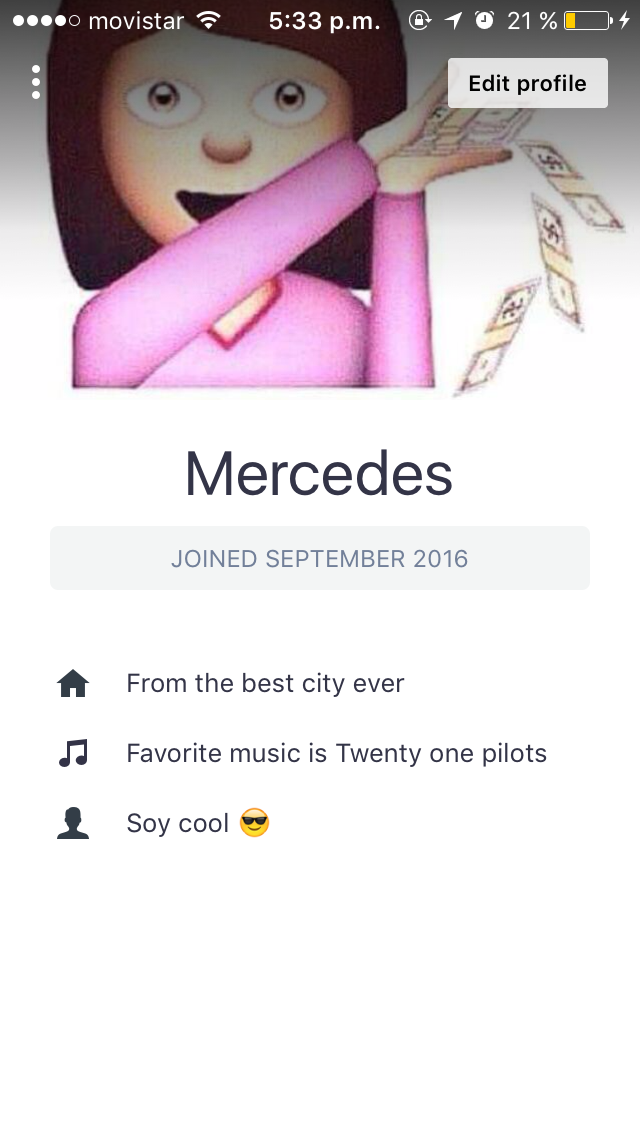 movistar 5:33 p.m. 21 %
Edit profile
Mercedes
JOINED SEPTEMBER 2016
From the best city ever
Favorite music is Twenty one pilots
Soy cool 😎